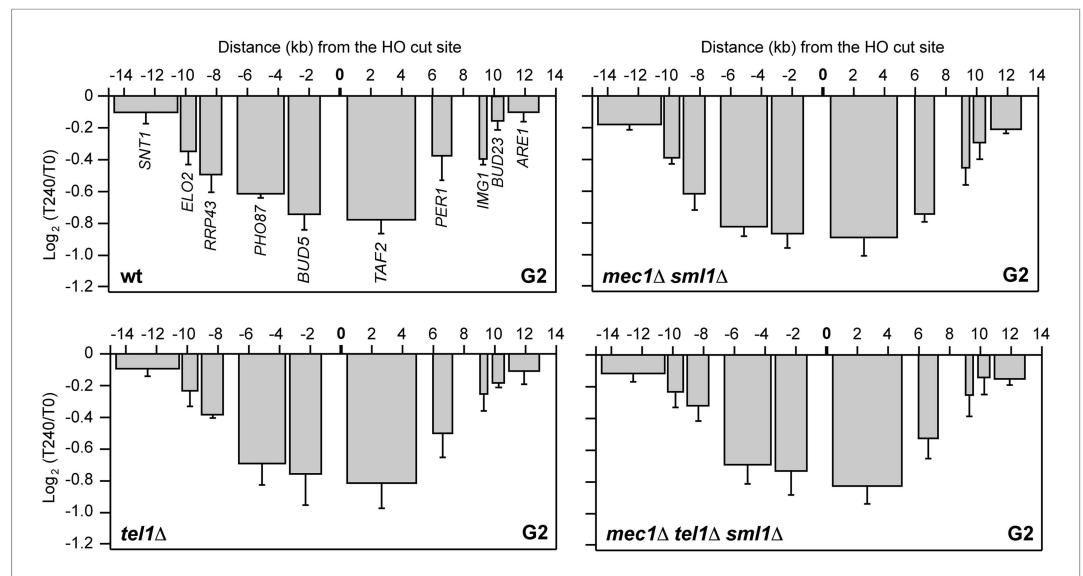 Distance (kb) from the HO cut site
-14 -12 -10 -8 -6 -4 -2 0 2 4 6 8 10 12 14
0
-0.2
-0.4
-0.6
-0.8
-1.0
-1.2
Log2 (T240/T0)
SNT1
ELO2
RRP43
PHO87
BUD5
TAF2
PER1
IMG1
BUD23
ARE1
wt
G2
Distance (kb) from the HO cut site
-14 -12 -10 -8 -6 -4 -2 0 2 4 6 8 10 12 14
mec1Δ sml1Δ
G2
-14 -12 -10 -8 -6 -4 -2 0 2 4 6 8 10 12 14
0
-0.2
-0.4
-0.6
-0.8
-1.0
-1.2
Log2 (T240/T0)
tel1Δ
G2
-14 -12 -10 -8 -6 -4 -2 0 2 4 6 8 10 12 14
mec1Δ tel1Δ sml1Δ
G2